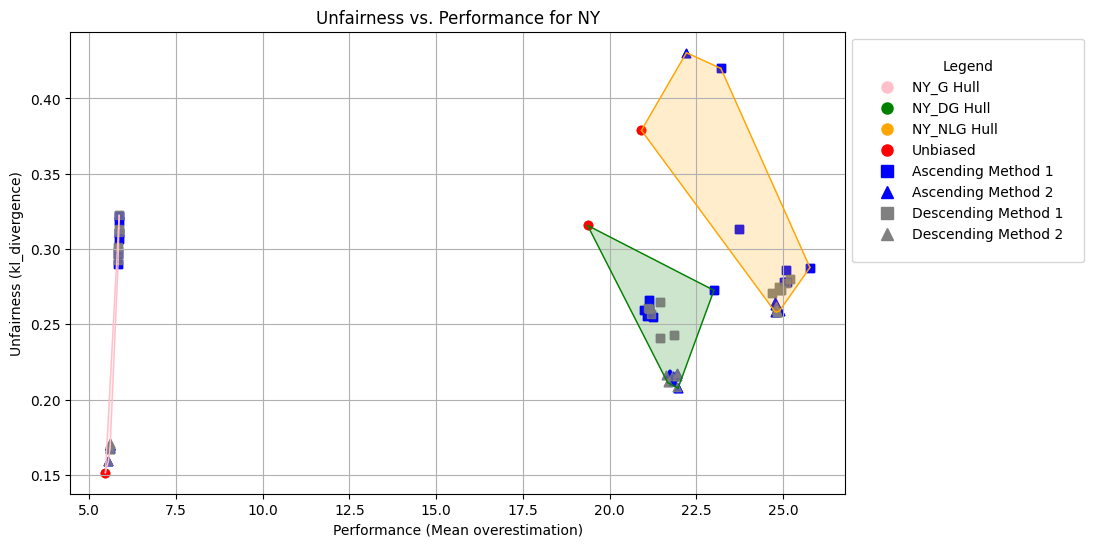 Unfairness vs. Performance for NY
Unfairness (kl_divergence)
0.40
0.35
0.30
0.25
0.20
0.15
5.0 7.5 10.0 12.5 15.0 17.5 20.0 22.5 25.0
Performance (Mean overestimation)
Legend
NY_G Hull
NY_DG Hull
NY_NLG Hull
Unbiased
Ascending Method 1
Ascending Method 2
Descending Method 1
Descending Method 2